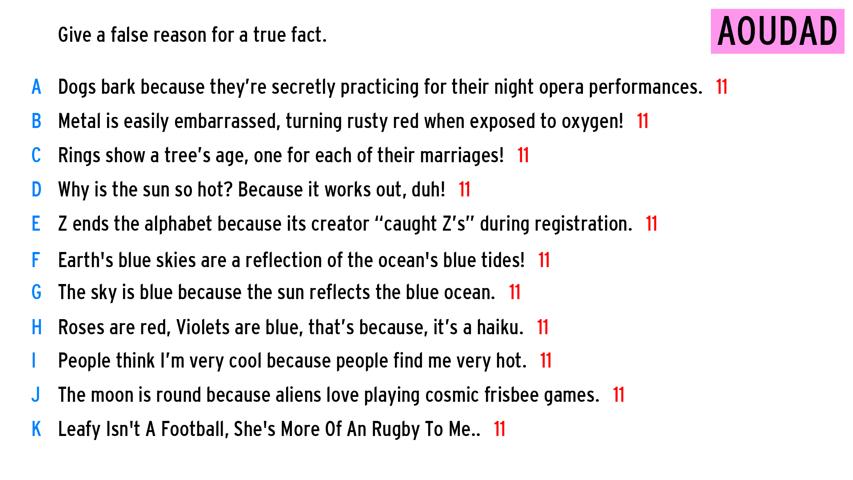 Give a false reason for a true fact.
AOUDAD
A Dogs bark because they're secretly practicing for their night opera performances. 11
B Metal is easily embarrassed, turning rusty red when exposed to oxygen! 11
C Rings show a tree's age, one for each of their marriages! 11
D Why is the sun so hot? Because it works out, duh! 11
E Z ends the alphabet because its creator “caught Z's” during registration. 11
F Earth's blue skies are a reflection of the ocean's blue tides! 11
G The sky is blue because the sun reflects the blue ocean. 11
H Roses are red, Violets are blue, that's because, it's a haiku. 11
I People think I'm very cool because people find me very hot. 11
J The moon is round because aliens love playing cosmic frisbee games. 11
K Leafy Isn't A Football, She's More Of An Rugby To Me.. 11